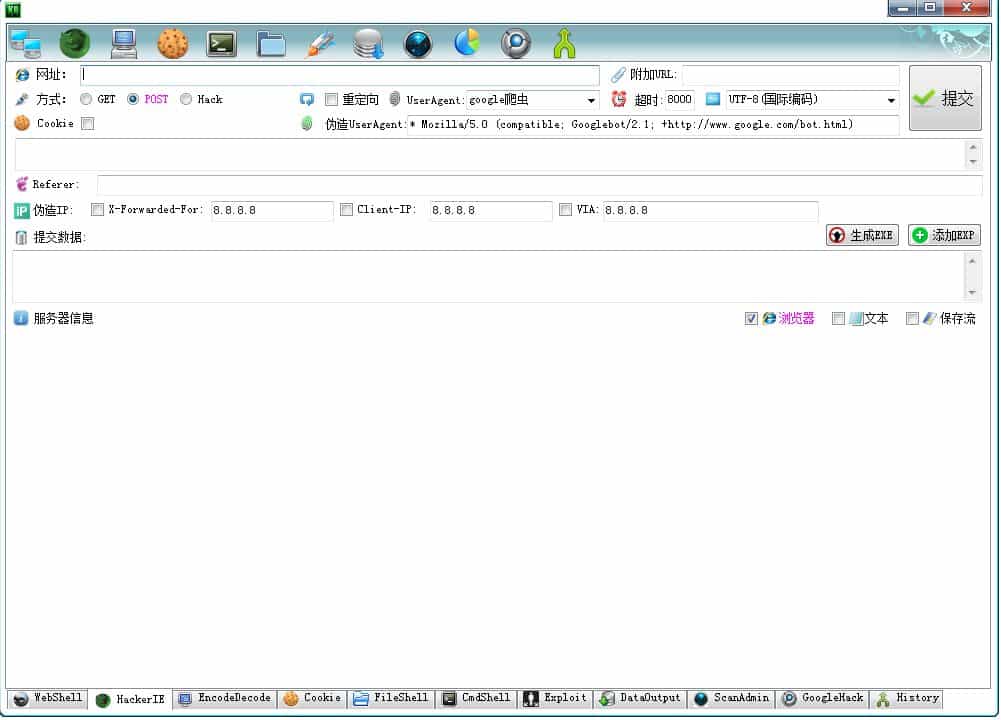 网址: 附加URL:
方式: GET POST Hack 重定向 UserAgent: google爬虫 超时: 8000 UTF-8(国际编码) 提交
Cookie 伪造UserAgent: * Mozilla/5.0 (compatible; Googlebot/2.1; +http://www.google.com/bot.html)
Referer:
IP 伪造IP: X-Forwarded-For: 8.8.8.8 Client-IP: 8.8.8.8 VIA: 8.8.8.8
提交数据: 生成EXE 添加EXP
服务器信息 浏览器 文本 保存流
WebShell HackerIE EncodeDecode Cookie FileShell CmdShell Exploit DataOutput ScanAdmin GoogleHack History